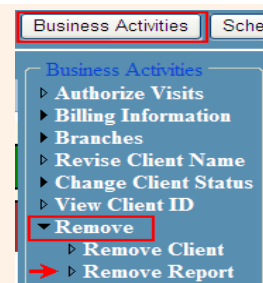 Business Activities Sche
Business Activities
Authorize Visits
Billing Information
Branches
Revise Client Name
Change Client Status
View Client ID
Remove
Remove Client
Remove Report